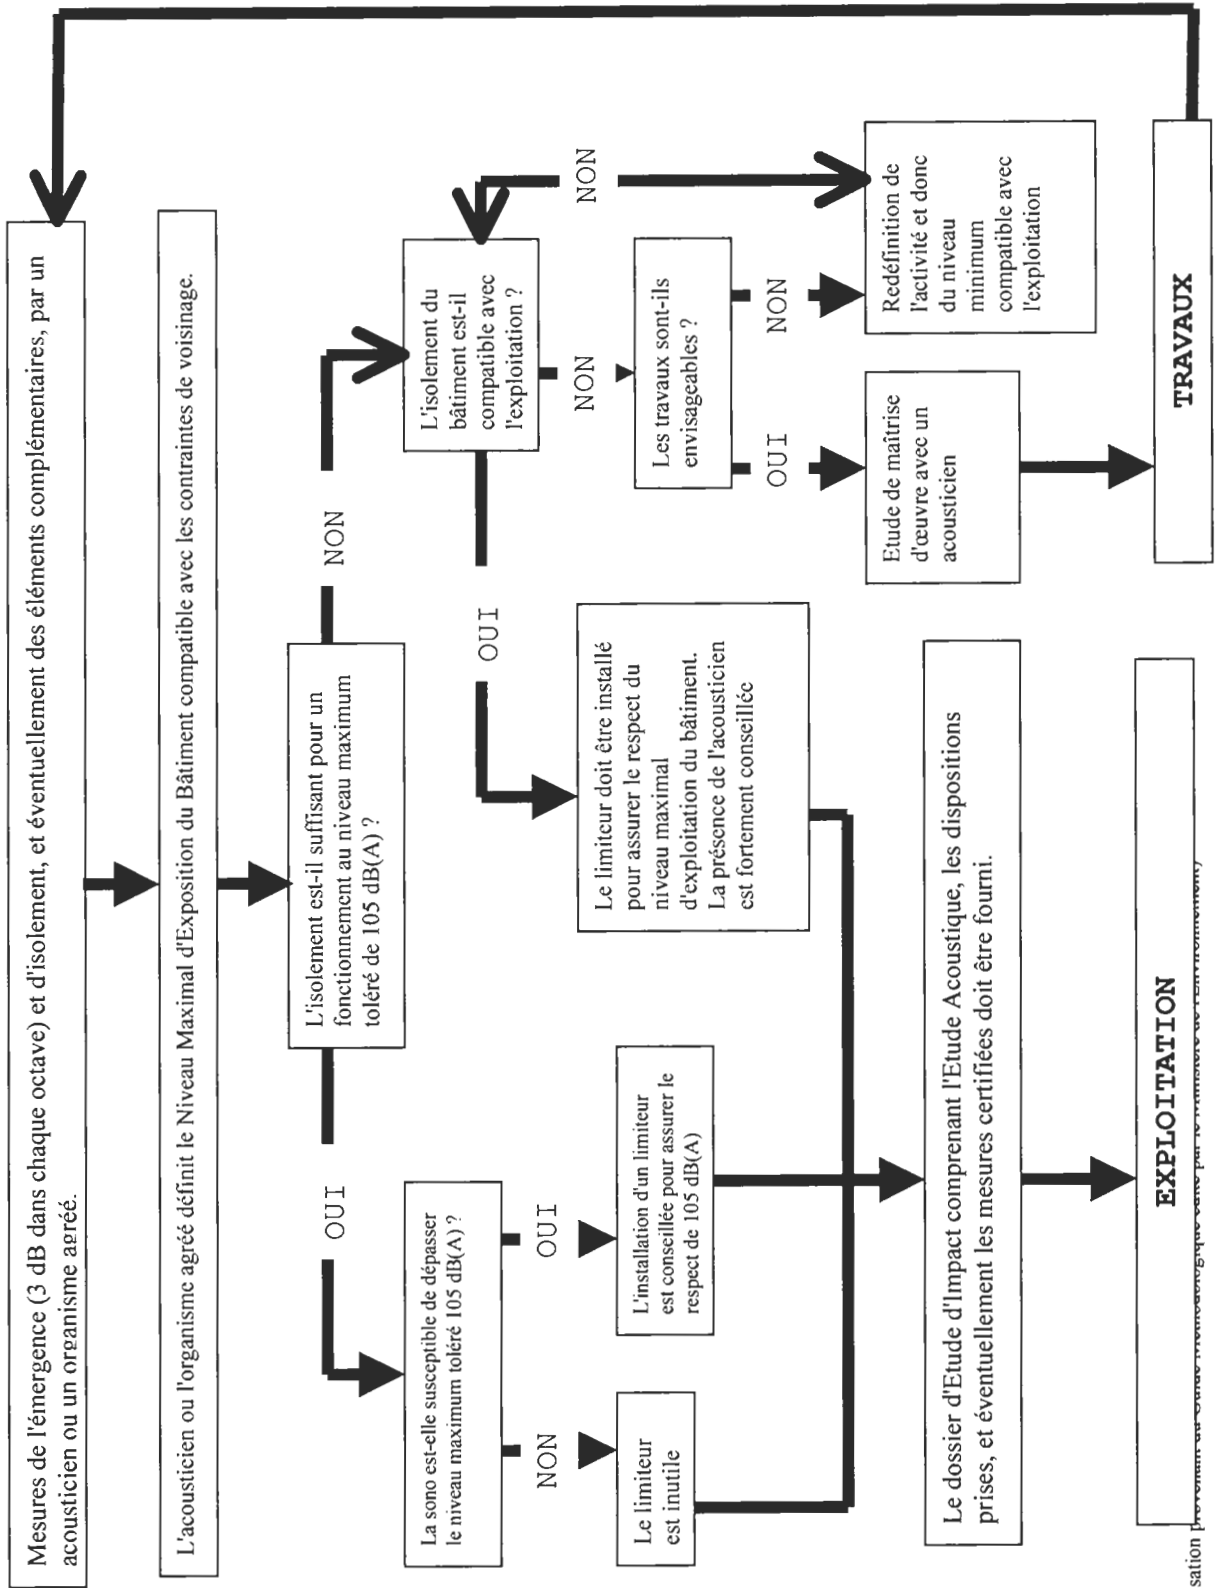 Mesures de l'émergence (3 dB dans chaque octave) et d'isolement, et éventuellement des éléments complémentaires, par un
acousticien ou un organisme agréé.
L'acousticien ou l'organisme agréé définit le Niveau Maximal d'Exposition du Bâtiment compatible avec les contraintes de voisinage.
L'isolement est-il suffisant pour un
fonctionnement au niveau maximum
toléré de 105 dB(A) ?
OUI
NON
La sono est-elle susceptible de dépasser
le niveau maximum toléré 105 dB(A) ?
NON
OUI
Le limiteur
est inutile
L'installation d'un limiteur
est conseillée pour assurer le
respect de 105 dB(A)
L'isolement du
bâtiment est-il
compatible avec
l'exploitation ?
OUI
NON
NON
Le limiteur doit être installé
pour assurer le respect du
niveau maximal
d'exploitation du bâtiment.
La présence de l'acousticien
est fortement conseillée
Les travaux sont-ils
envisageables ?
OUI
NON
Etude de maîtrise
d'œuvre avec un
acousticien
Redéfinition de
l'activité et donc
du niveau
minimum
compatible avec
l'exploitation
Le dossier d'Etude d'Impact comprenant l'Etude Acoustique, les dispositions
prises, et éventuellement les mesures certifiées doit être fourni.
EXPLOITATION
TRAVAUX
sation